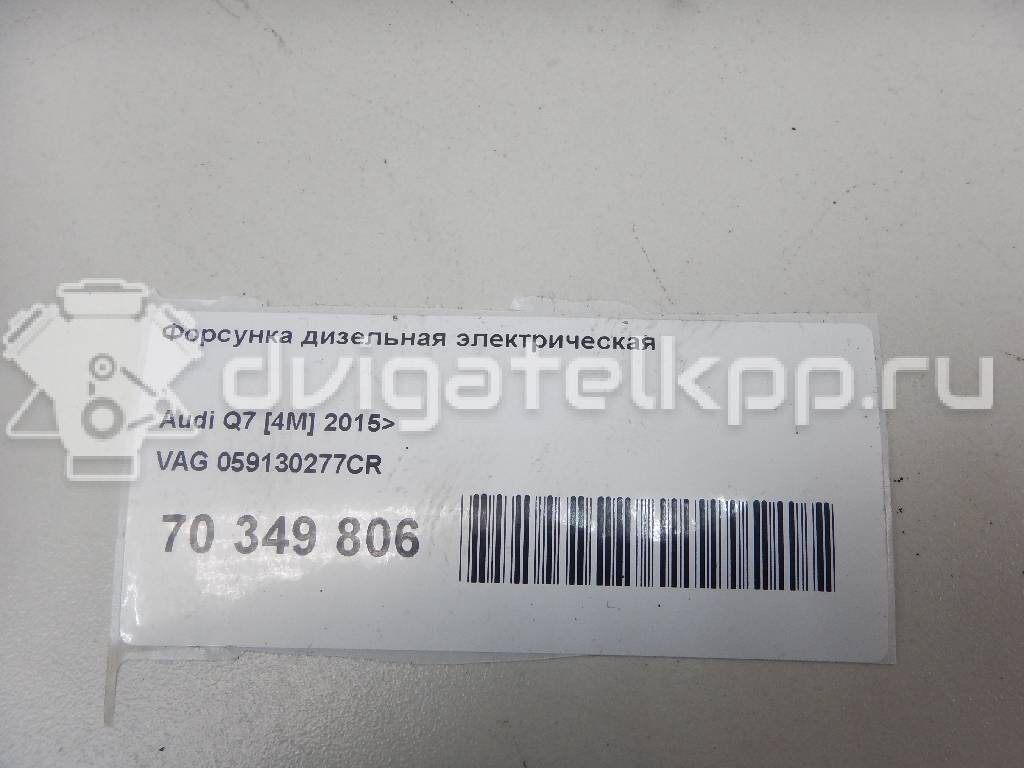 Форсунка дизельная электрическая
dvigatelkpp.ru
Audi Q7 [4M] 2015>
VAG 059130277CR
70 349 806